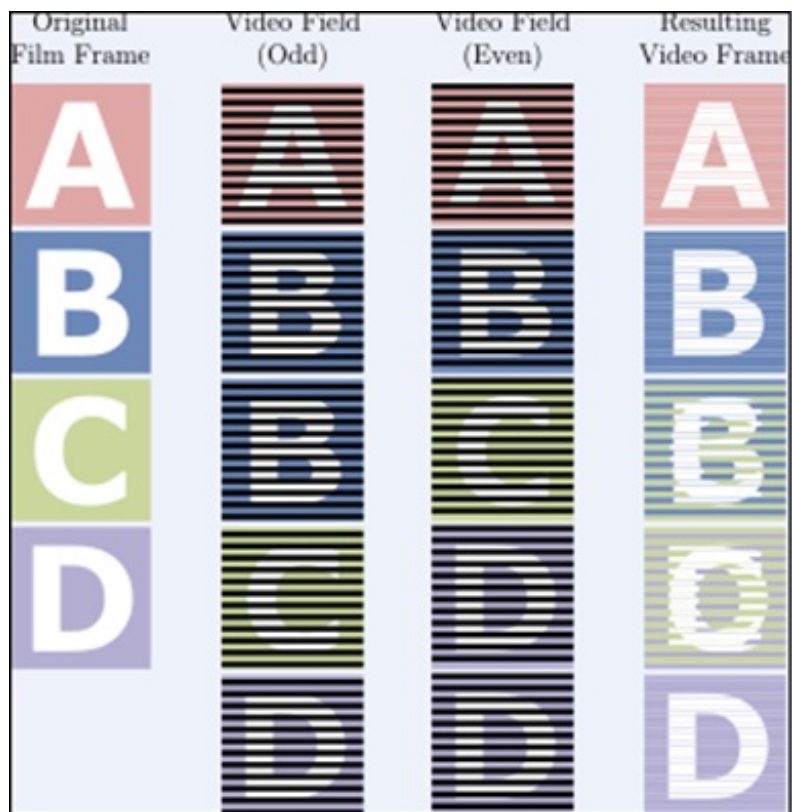 Original Video Field Video Field Resulting
Film Frame (Odd) (Even) Video Frame
A A A A
B B B B
C B C B
D C D C
D D D